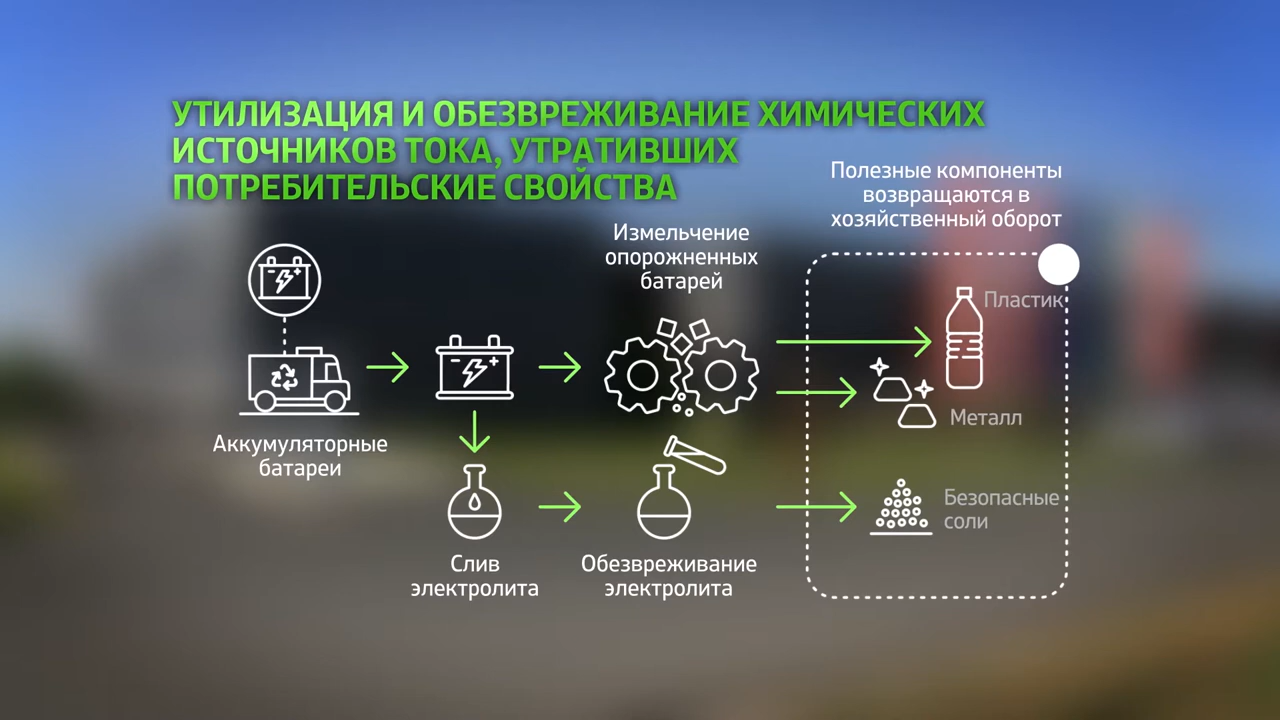 УТИЛИЗАЦИЯ И ОБЕЗВРЕЖИВАНИЕ ХИМИЧЕСКИХ
ИСТОЧНИКОВ ТОКА, УТРАТИВШИХ
ПОТРЕБИТЕЛЬСКИЕ СВОЙСТВА
Полезные компоненты
возвращаются в
хозяйственный оборот
Измельчение
опорожненных
батарей
Пластик
Металл
Аккумуляторные
батареи
Безопасные
соли
Слив
электролита
Обезвреживание
электролита